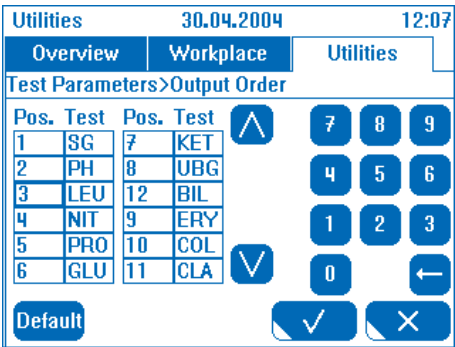 Utilities 30.04.2004 12:07
Overview Workplace Utilities
Test Parameters>Output Order
Pos. Test Pos. Test
1 SG 7 KET
2 PH 8 UBG
3 LEU 12 BIL
4 NIT 9 ERY
5 PRO 10 COL
6 GLU 11 CLA
7 8 9
4 5 6
1 2 3
0
Default